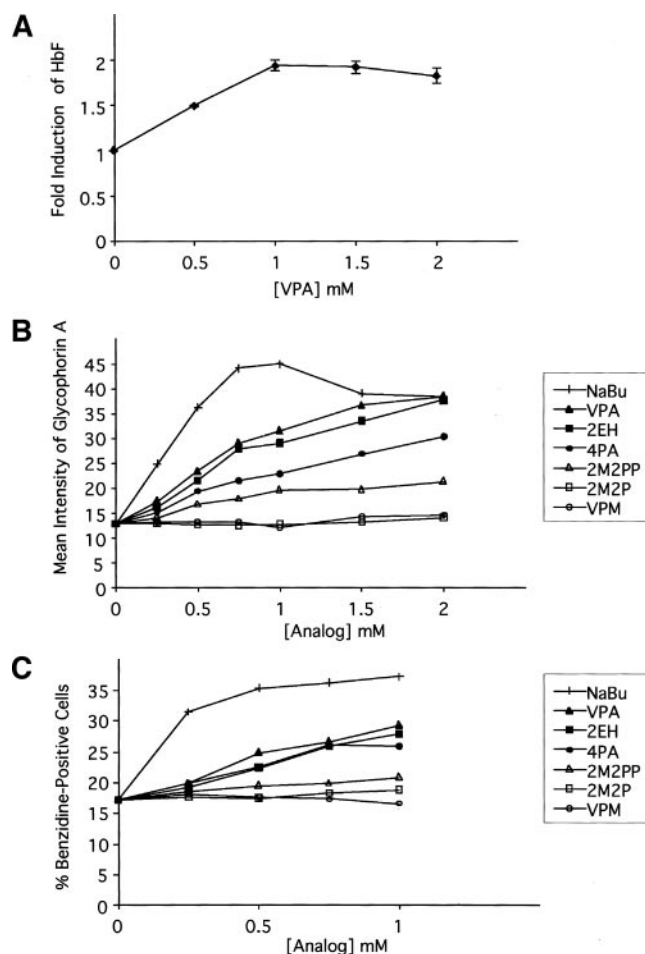 A
Fold Induction of HbF
2
1.5
1
0.5
0
0 0.5 1 1.5 2
[VPA] mM
B
Mean Intensity of Glycophorin A
45
40
35
30
25
20
15
10
5
0
0 0.5 1 1.5 2
[Analog] mM
NaBu
VPA
2EH
4PA
2M2PP
2M2P
VPM
C
% Benzidine-Positive Cells
35
30
25
20
15
10
5
0
0 0.5 1
[Analog] mM
NaBu
VPA
2EH
4PA
2M2PP
2M2P
VPM